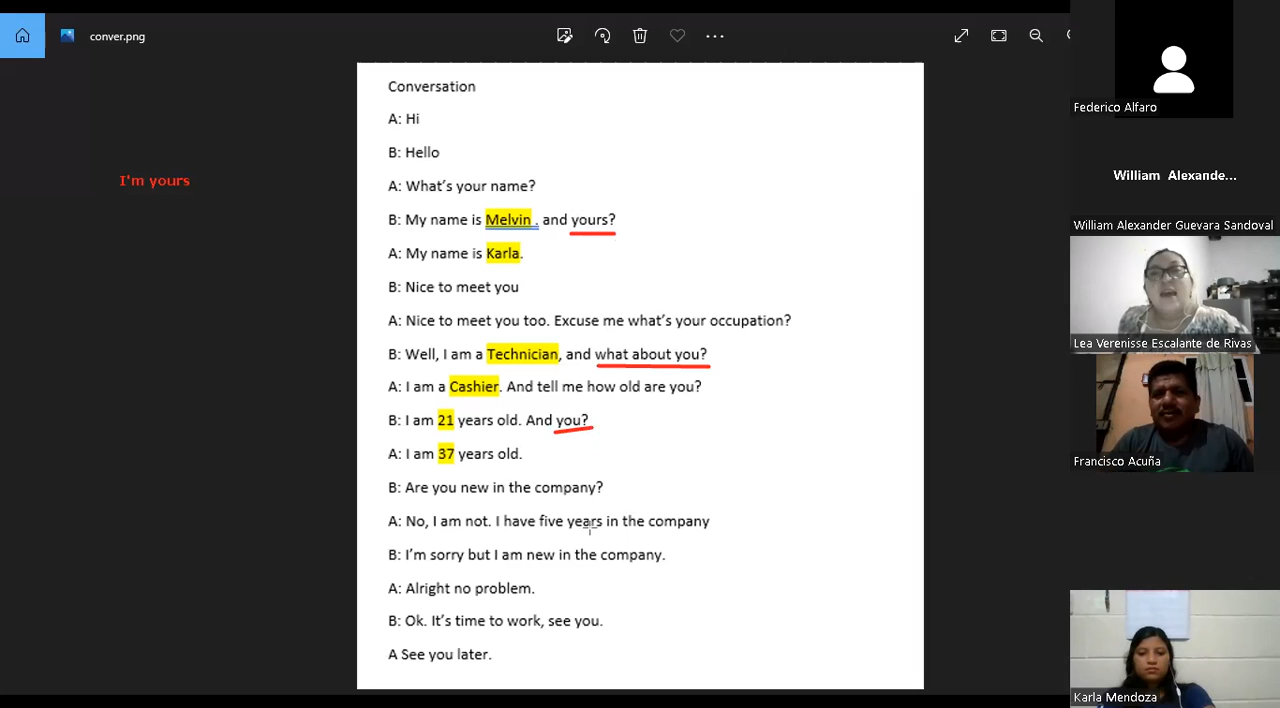 conver.png
Conversation
A: Hi
B: Hello
I'm yours
A: What's your name?
B: My name is Melvin . and yours?
A: My name is Karla.
B: Nice to meet you
A: Nice to meet you too. Excuse me what's your occupation?
B: Well, I am a Technician, and what about you?
A: I am a Cashier. And tell me how old are you?
B: I am 21 years old. And you?
A: I am 37 years old.
B: Are you new in the company?
A: No, I am not. I have five years in the company
B: I'm sorry but I am new in the company.
A: Alright no problem.
B: Ok. It's time to work, see you.
A See you later.
Federico Alfaro
William Alexande...
William Alexander Guevara Sandoval
Lea Verenisse Escalante de Rivas
Francisco Acuña
Karla Mendoza